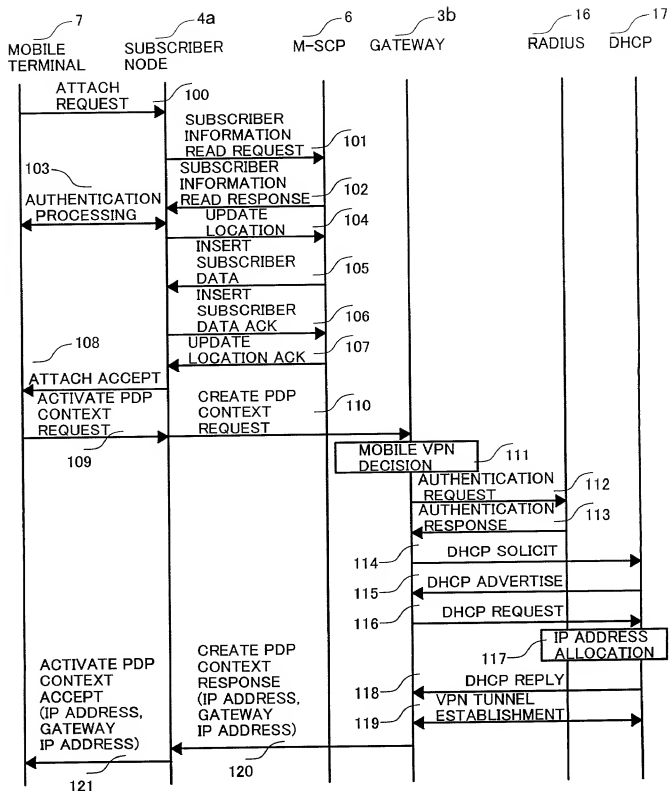 7
4a
6
3b
16
17
MOBILE
TERMINAL
SUBSCRIBER
NODE
M-SCP
GATEWAY
RADIUS
DHCP
ATTACH
REQUEST
100
SUBSCRIBER
INFORMATION
READ REQUEST
101
103
SUBSCRIBER
INFORMATION
READ RESPONSE
102
AUTHENTICATION
PROCESSING
UPDATE
LOCATION
104
INSERT
SUBSCRIBER
DATA
105
INSERT
SUBSCRIBER
DATA ACK
106
108
UPDATE
LOCATION ACK
107
ATTACH ACCEPT
ACTIVATE PDP
CONTEXT
REQUEST
109
CREATE PDP
CONTEXT
REQUEST
110
MOBILE VPN
DECISION
111
AUTHENTICATION
REQUEST
112
AUTHENTICATION
RESPONSE
113
114
DHCP SOLICIT
115
DHCP ADVERTISE
116
DHCP REQUEST
117
IP ADDRESS
ALLOCATION
118
DHCP REPLY
119
VPN TUNNEL
ESTABLISHMENT
ACTIVATE PDP
CONTEXT
ACCEPT
(IP ADDRESS,
GATEWAY
IP ADDRESS)
CREATE PDP
CONTEXT
RESPONSE
(IP ADDRESS,
GATEWAY
IP ADDRESS)
120
121